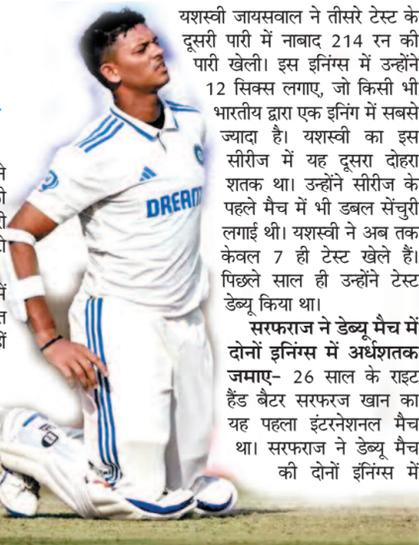 यशस्वी जायसवाल ने तीसरे टेस्ट के
दूसरी पारी में नाबाद 214 रन की
पारी खेली। इस इनिंग्स में उन्होंने
12 सिक्स लगाए, जो किसी भी
भारतीय द्वारा एक इनिंग में सबसे
ज्यादा है। यशस्वी का इस
सीरीज में यह दूसरा दोहरा
शतक था। उन्होंने सीरीज के
पहले मैच में भी डबल सेंचुरी
लगाई थी। यशस्वी ने अब तक
केवल 7 ही टेस्ट खेले हैं।
पिछले साल ही उन्होंने टेस्ट
डेब्यू किया था।
सरफराज ने डेब्यू मैच में
दोनों इनिंग्स में अर्धशतक
जमाए- 26 साल के राइट
हैंड बैटर सरफरज खान का
यह पहला इंटरनेशनल मैच
था। सरफराज ने डेब्यू मैच
की दोनों इंनिंग्स में
DREAM